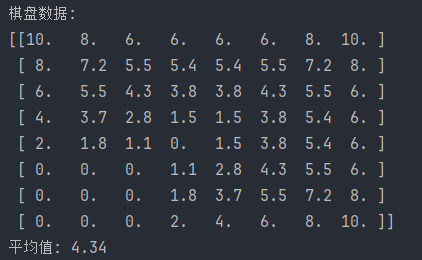 棋盘数据:
[[10. 8. 6. 6. 6. 6. 8. 10. ]
[ 8. 7.2 5.5 5.4 5.4 5.5 7.2 8. ]
[ 6. 5.5 4.3 3.8 3.8 4.3 5.5 6. ]
[ 4. 3.7 2.8 1.5 1.5 3.8 5.4 6. ]
[ 2. 1.8 1.1 0. 1.5 3.8 5.4 6. ]
[ 0. 0. 0. 1.1 2.8 4.3 5.5 6. ]
[ 0. 0. 0. 1.8 3.7 5.5 7.2 8. ]
[ 0. 0. 0. 2. 4. 6. 8. 10. ]]
平均值: 4.34